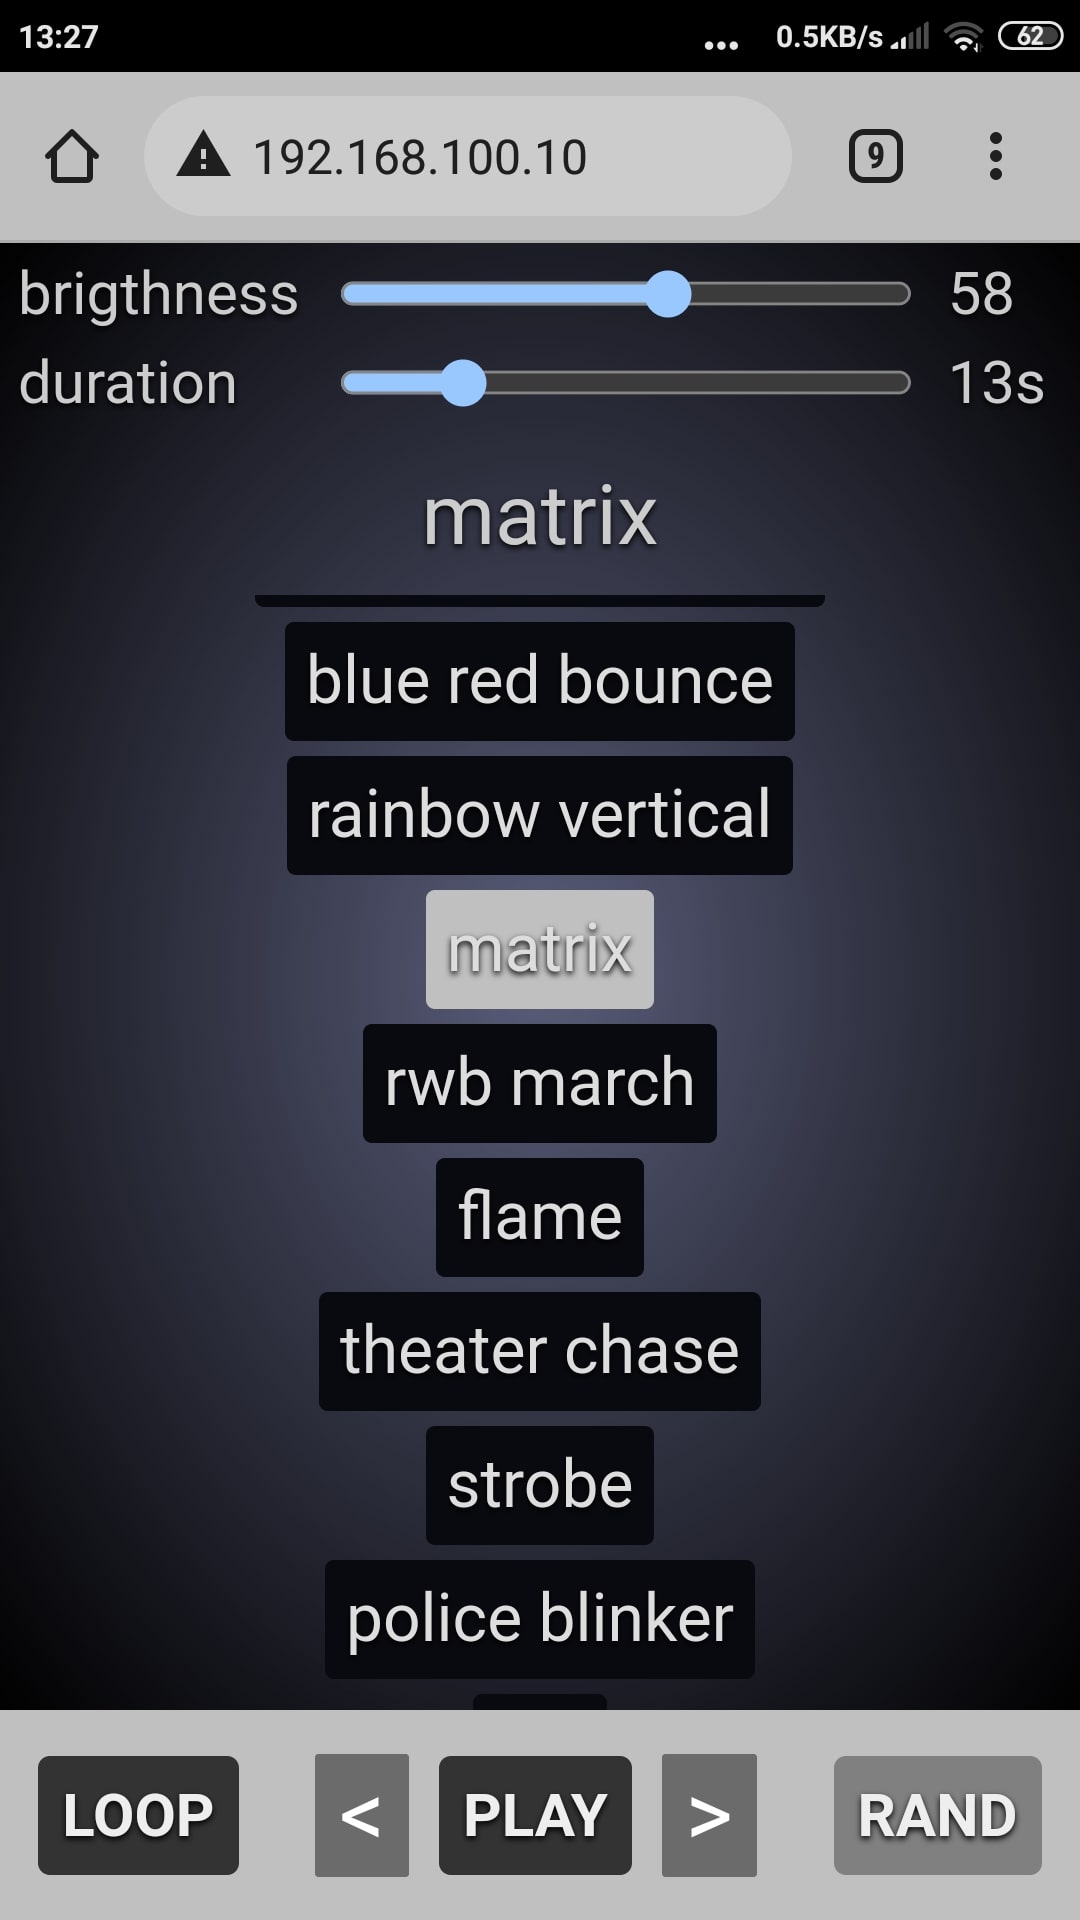 13:27 ... 0.5KB/s 62
192.168.100.10 9
brigthness 58
duration 13s
matrix
blue red bounce
rainbow vertical
matrix
rwb march
flame
theater chase
strobe
police blinker
LOOP < PLAY > RAND